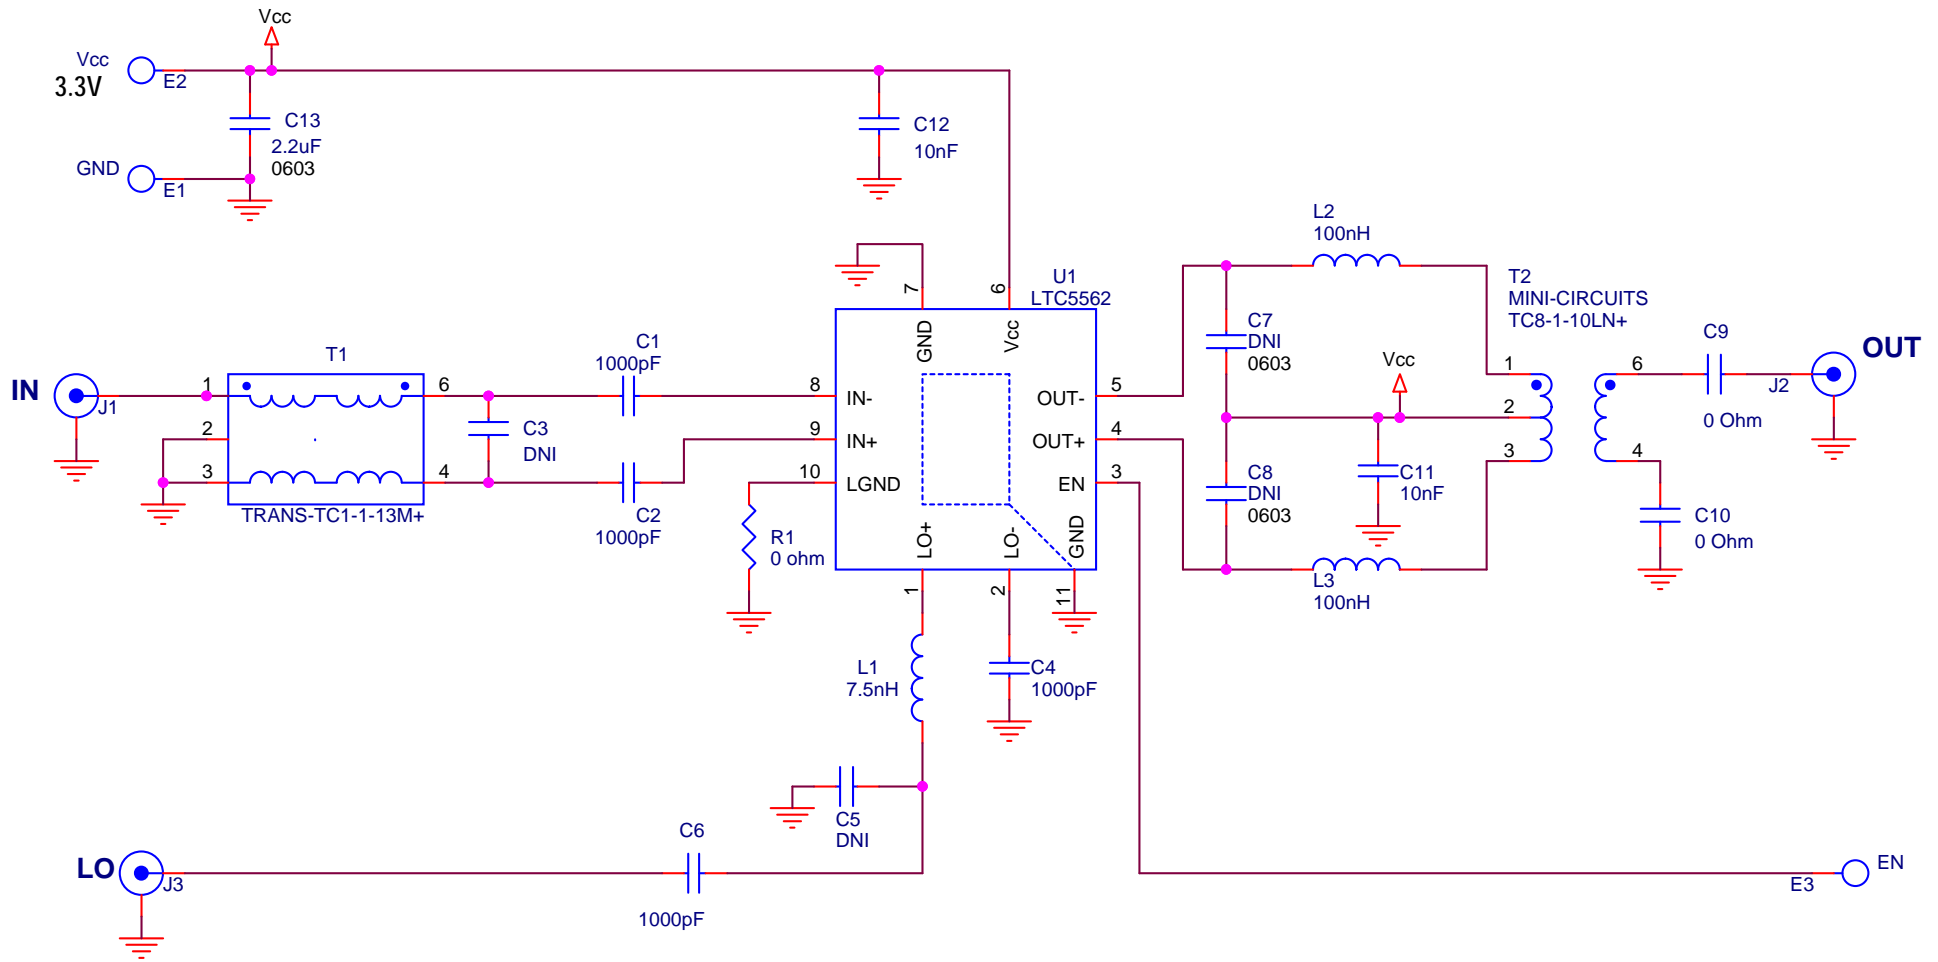 Vcc
Vcc
3.3V
E2
C13
2.2uF
0603
GND
E1
C12
10nF
L2
100nH
U1
LTC5562
T2
MINI-CIRCUITS
TC8-1-10LN+
7
6
GND
Vcc
C7
DNI
0603
C9
0 Ohm
OUT
J2
Vcc
IN
J1
T1
1
2
3
6
4
TRANS-TC1-1-13M+
C3
DNI
C1
1000pF
C2
1000pF
8
9
10
IN-
IN+
LGND
OUT-
OUT+
EN
5
4
3
LO+
LO-
GND
1
2
11
R1
0 ohm
C8
DNI
0603
C11
10nF
1
2
3
6
4
C10
0 Ohm
L3
100nH
L1
7.5nH
C4
1000pF
C5
DNI
C6
1000pF
LO
J3
E3
EN